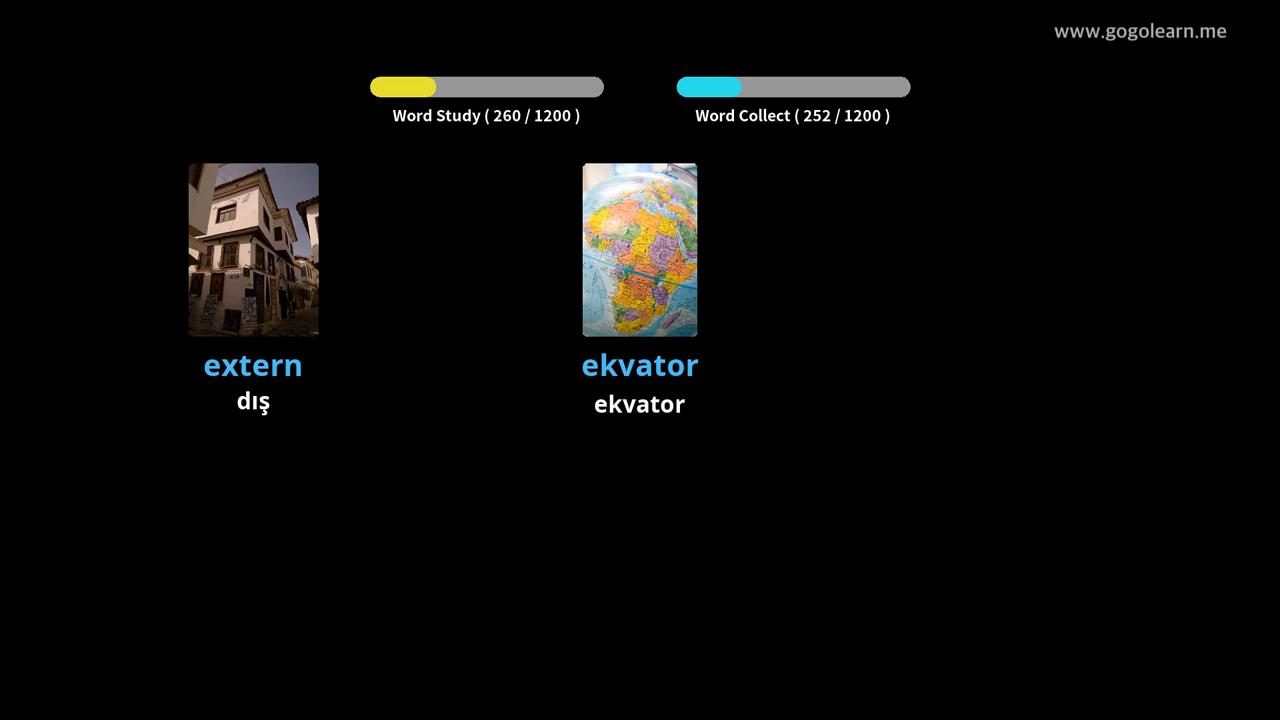 www.gogolearn.me
Word Study ( 260 / 1200 )
Word Collect ( 252 / 1200 )
extern
dış
ekvator
ekvator